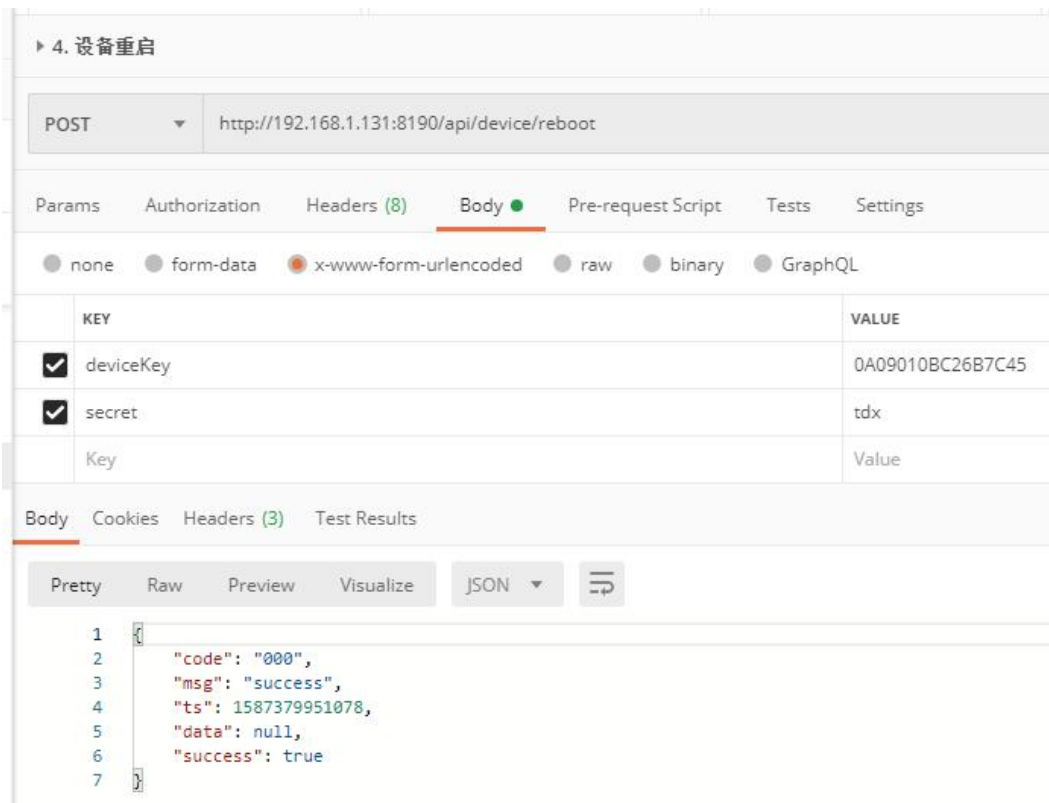 4. 设备重启
POST http://192.168.1.131:8190/api/device/reboot
Params Authorization Headers (8) Body Pre-request Script Tests Settings
none form-data x-www-form-urlencoded raw binary GraphQL
KEY VALUE
deviceKey 0A09010BC26B7C45
secret tdx
Key Value
Body Cookies Headers (3) Test Results
Pretty Raw Preview Visualize JSON
1 {
2 "code": "000",
3 "msg": "success",
4 "ts": 1587379951078,
5 "data": null,
6 "success": true
7 }